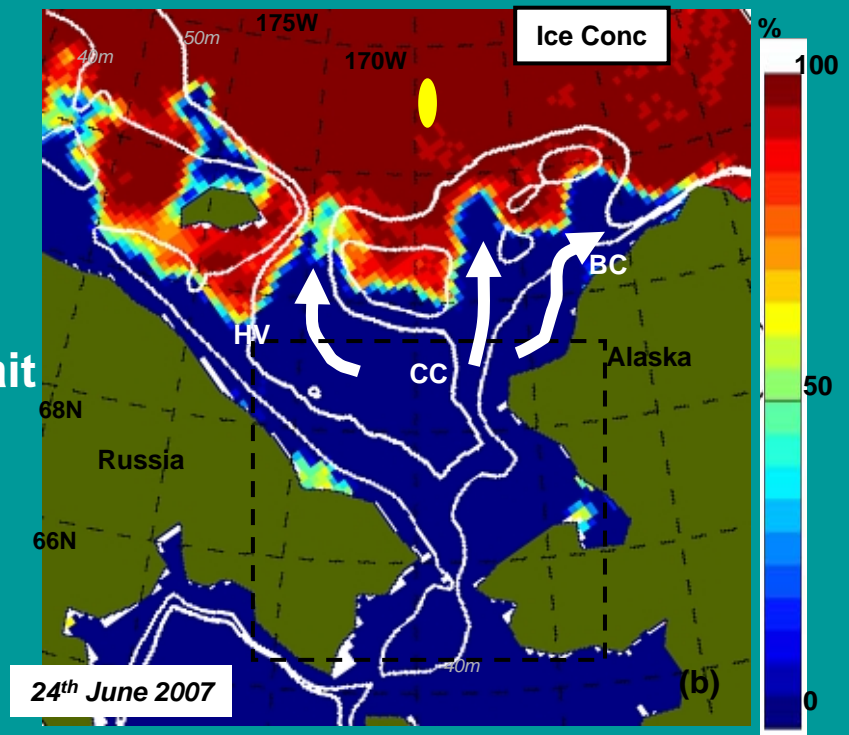 175W
Ice Conc
%
50m
40m
170W
100
BC
HV
Alaska
ait
CC
50
68N
Russia
66N
40m
24th June 2007
(b)
0